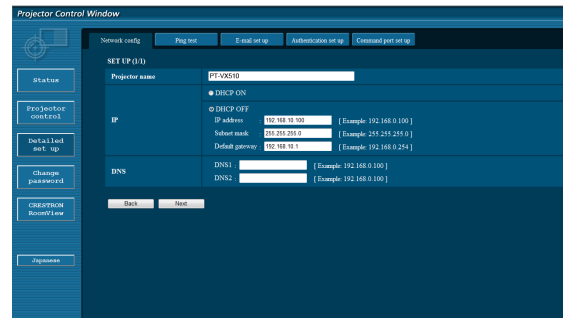 Projector Control Window
Network config Ping test E-mail set up Authentication set up Command port set up
SET UP (1/1)
Projector name PT-VX510
DHCP ON
DHCP OFF
IP
IP address : 192.168.10.100 [ Example: 192.168.0.100 ]
Subnet mask : 255.255.255.0 [ Example: 255.255.255.0 ]
Default gateway : 192.168.10.1 [ Example: 192.168.0.254 ]
DNS
DNS1 : [ Example: 192.168.0.100 ]
DNS2 : [ Example: 192.168.0.100 ]
Back Next
Status
Projector
control
Detailed
set up
Change
password
CRESTRON
RoomView
Japanese